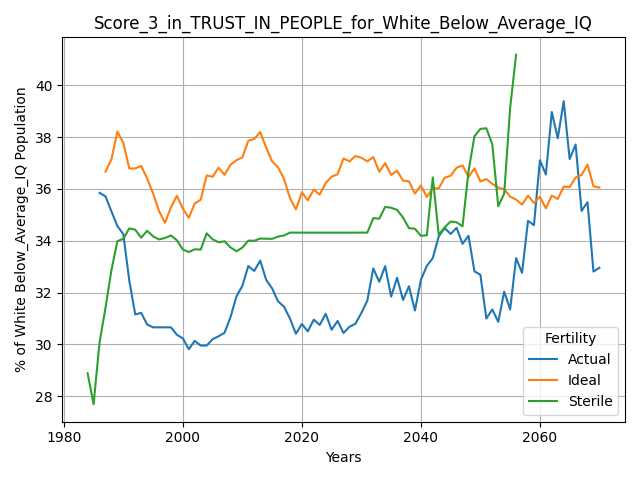 Score_3_in_TRUST_IN_PEOPLE_for_White_Below_Average_IQ
% of White Below_Average_IQ Population
40
38
36
34
32
30
28
1980
2000
2020
2040
2060
Years
Fertility
Actual
Ideal
Sterile